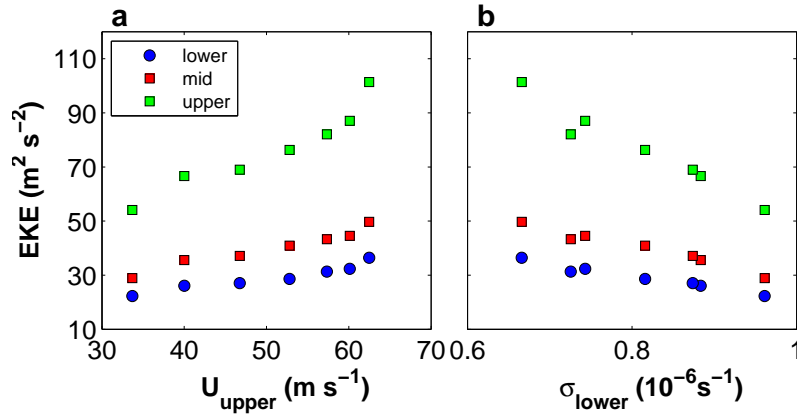 a
b
lower
mid
upper
EKE (m² s⁻²)
110
90
70
50
30
10
30 40 50 60 70
0.6 0.8 1
U_upper (m s⁻¹)
σ_lower (10⁻⁶s⁻¹)